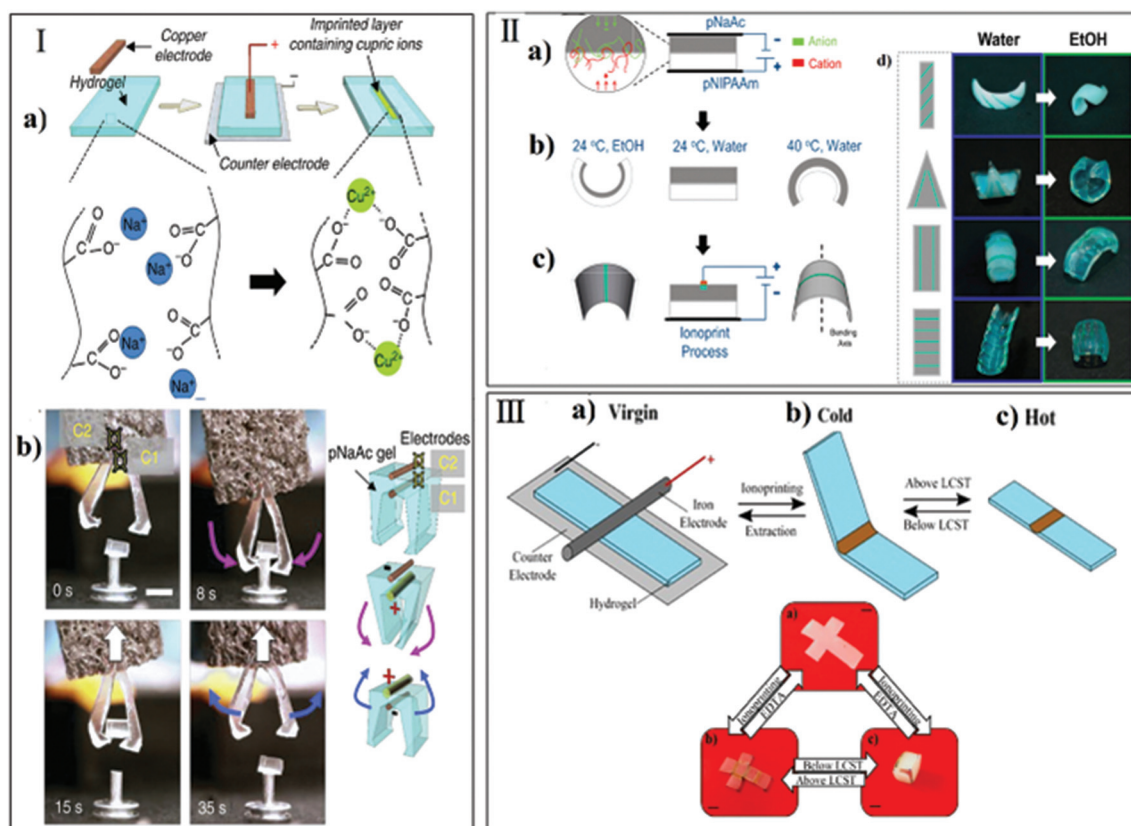 I
a)
Copper
electrode
Hydrogel
+
Imprinted layer
containing cupric ions
Counter electrode
Na⁺
Na⁺
Na⁺
Na⁺
Cu²⁺
Cu²⁺
b)
C2
C1
0 s
8 s
15 s
35 s
Electrodes
pNaAc gel
C2
C1
+
+
II
a)
pNaAc
pNIPAAm
Anion
Cation
b)
24 °C, EtOH
24 °C, Water
40 °C, Water
c)
Ionoprint
Process
Bending
Axis
d)
Water
EtOH
III
a) Virgin
b) Cold
c) Hot
Iron
Electrode
Counter
Electrode
Hydrogel
Ionoprinting
Extraction
Above LCST
Below LCST
a)
Ionoprinting
EDTA
Ionoprinting
EDTA
b)
Below LCST
Above LCST
c)